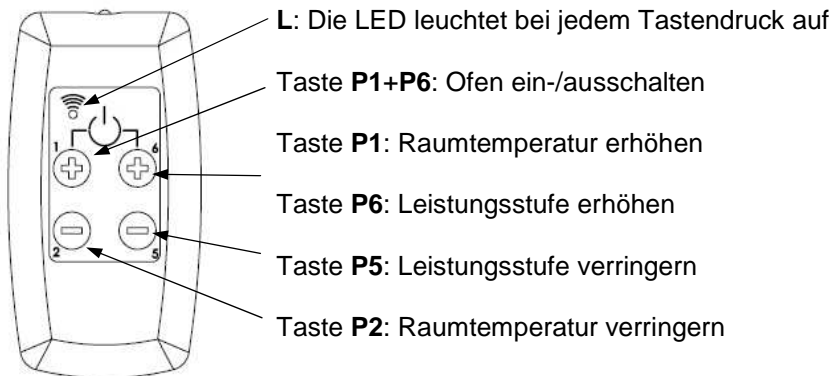 L: Die LED leuchtet bei jedem Tastendruck auf
Taste P1+P6: Ofen ein-/ausschalten
Taste P1: Raumtemperatur erhöhen
Taste P6: Leistungsstufe erhöhen
Taste P5: Leistungsstufe verringern
Taste P2: Raumtemperatur verringern
1 6
2 5